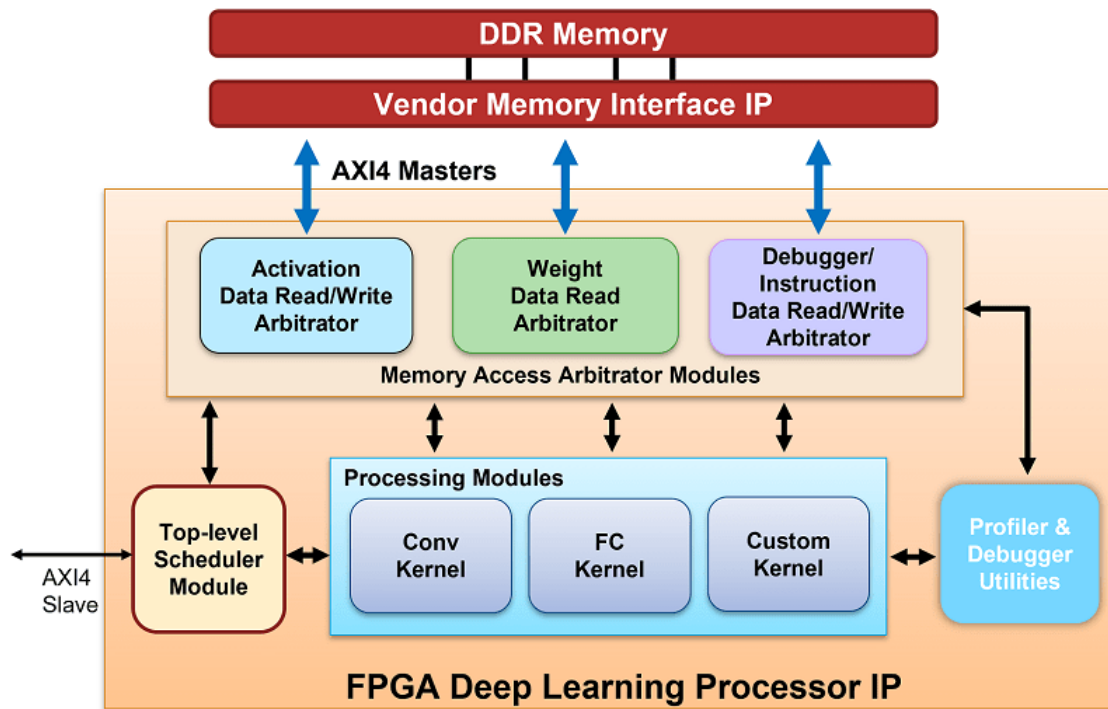 DDR Memory
Vendor Memory Interface IP
AXI4 Masters
Activation
Data Read/Write
Arbitrator
Weight
Data Read
Arbitrator
Debugger/
Instruction
Data Read/Write
Arbitrator
Memory Access Arbitrator Modules
Processing Modules
Top-level
Scheduler
Module
Conv
Kernel
FC
Kernel
Custom
Kernel
Profiler &
Debugger
Utilities
AXI4
Slave
FPGA Deep Learning Processor IP